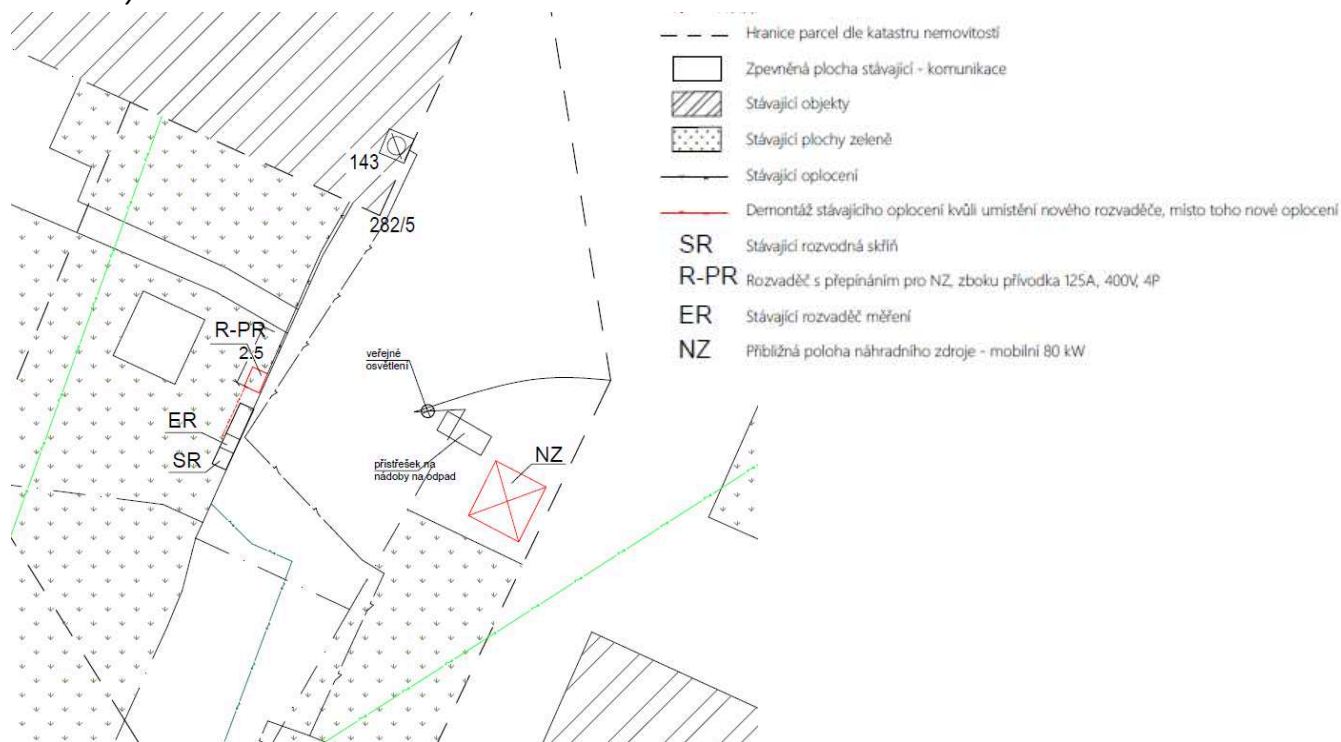 143
282/5
R-PR
2.5
ER
SR
veřejné
osvětlení
přístřešek na
nádoby na odpad
NZ
Hranice parcel dle katastru nemovitostí
Zpevněná plocha stávající - komunikace
Stávající objekty
Stávající plochy zeleně
Stávající oplocení
Demontáž stávajícího oplocení kvůli umístění nového rozvaděče, místo toho nové oplocení
SR Stávající rozvodná skříň
R-PR Rozvaděč s přepínáním pro NZ, zboku přívodka 125A, 400V, 4P
ER Stávající rozvaděč měření
NZ Přibližná poloha náhradního zdroje - mobilní 80 kW